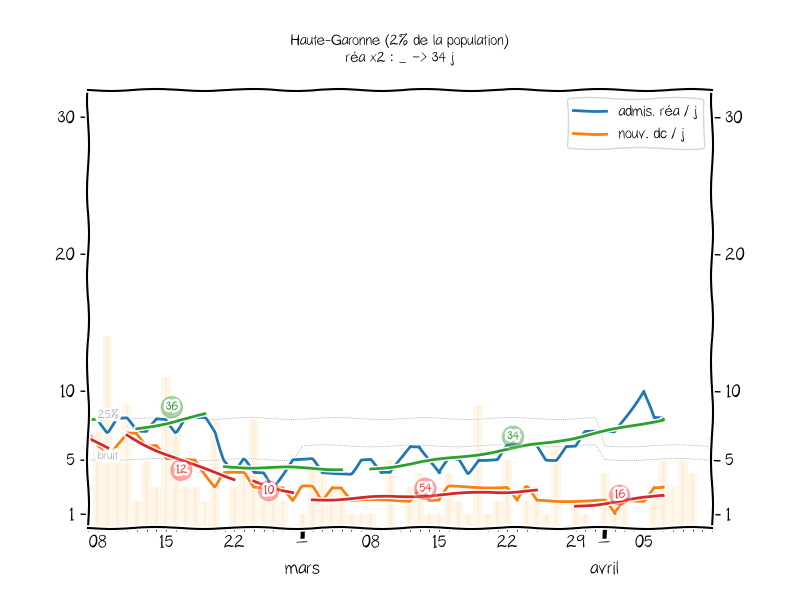 Haute-Garonne (2% de la population)
réa x2 : _ -> 34 j
admis. réa / j
nouv. dc / j
30
30
20
20
10
10
5
5
1
1
25%
bruit
36
12
10
54
34
16
08 15 22 08 15 22 29 05
mars avril